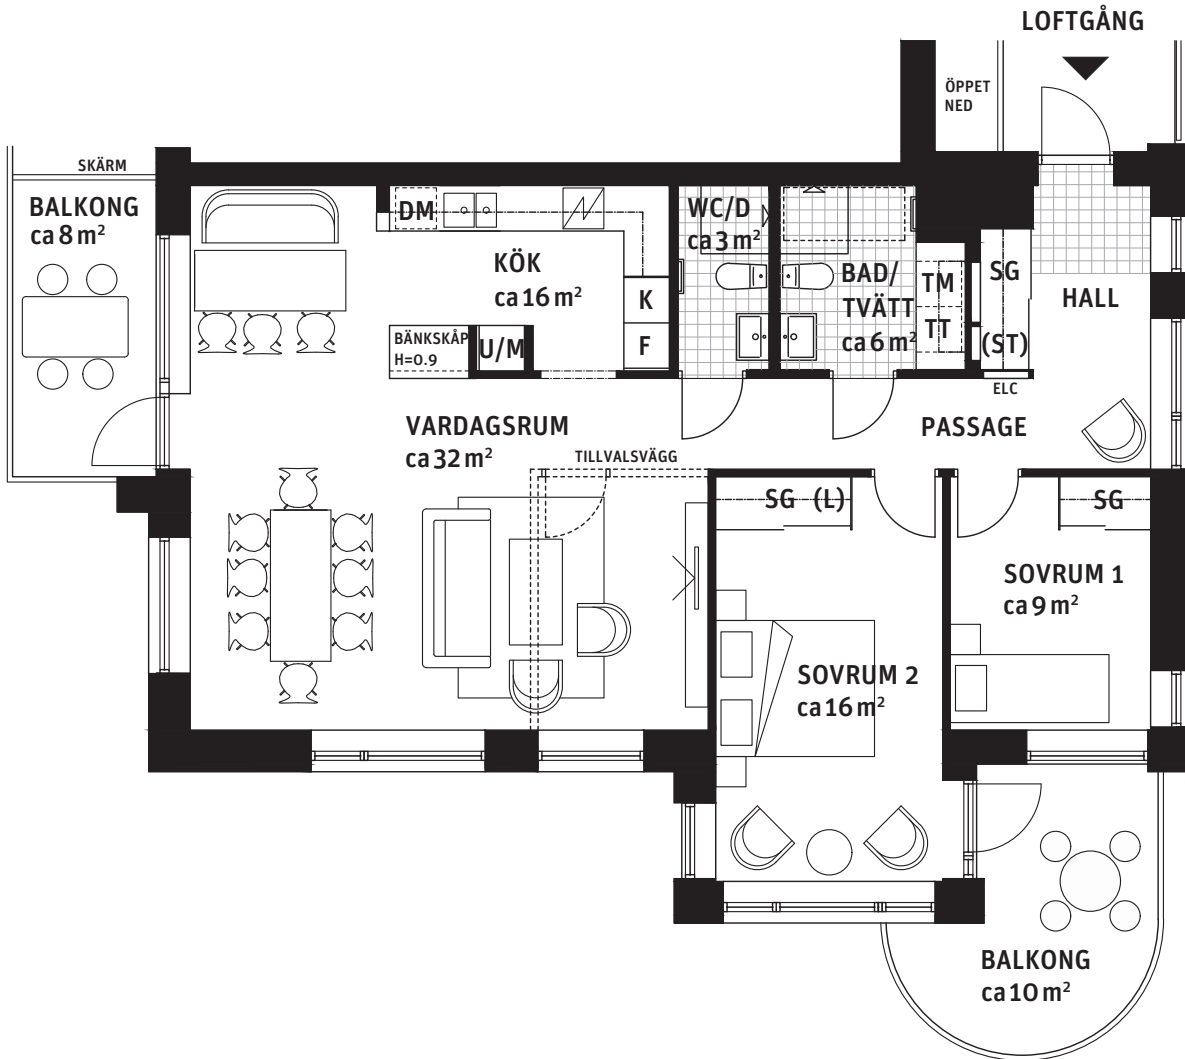 LOFTGÅNG
ÖPPET
NED
SKÄRM
BALKONG
ca 8 m²
DM
KÖK
ca 16 m²
WC/D
ca 3 m²
BAD/
TVÄTT
ca 6 m²
TM
TT
SG
(ST)
HALL
K
F
BÄNKSKÅP
H=0.9
U/M
ELC
VARDAGSRUM
ca 32 m²
PASSAGE
TILLVALSVÄGG
SG (L)
SG
SOVRUM 1
ca 9 m²
SOVRUM 2
ca 16 m²
BALKONG
ca 10 m²